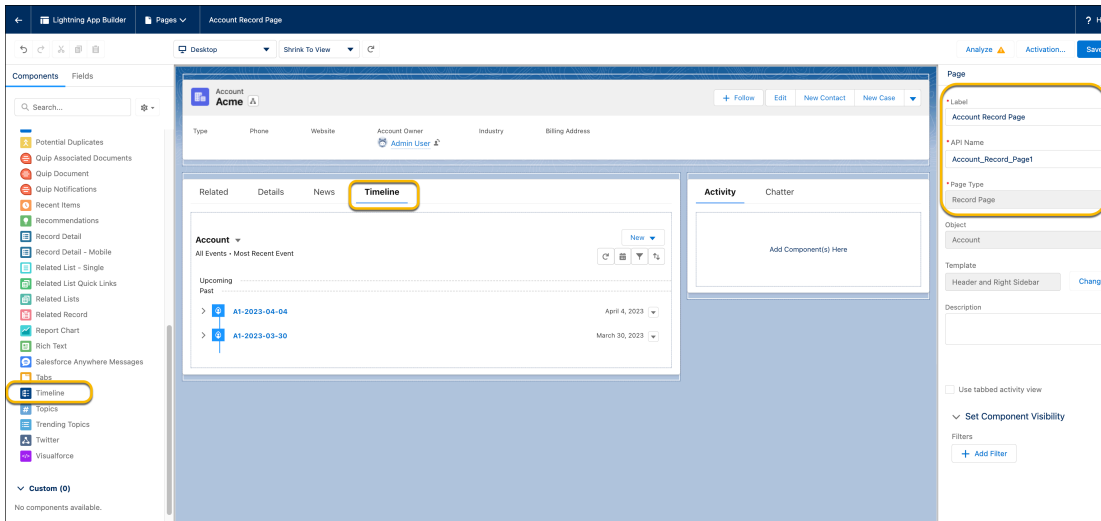 Lightning App Builder
Pages
Account Record Page
?
Desktop
Shrink To View
Analyze
Activation...
Save
Components
Fields
Search...
Potential Duplicates
Quip Associated Documents
Quip Document
Quip Notifications
Recent Items
Recommendations
Record Detail
Record Detail - Mobile
Related List - Single
Related List Quick Links
Related Lists
Related Record
Report Chart
Rich Text
Salesforce Anywhere Messages
Tabs
Timeline
Topics
Trending Topics
Twitter
Visualforce
Custom (0)
No components available.
Account
Acme
+ Follow
Edit
New Contact
New Case
Type
Phone
Website
Account Owner
Industry
Billing Address
Admin User
Related
Details
News
Timeline
Account
New
All Events • Most Recent Event
Upcoming
Past
A1-2023-04-04
April 4, 2023
A1-2023-03-30
March 30, 2023
Activity
Chatter
Add Component(s) Here
Page
* Label
Account Record Page
* API Name
Account_Record_Page1
* Page Type
Record Page
Object
Account
Template
Header and Right Sidebar
Chang
Description
Use tabbed activity view
Set Component Visibility
Filters
+ Add Filter